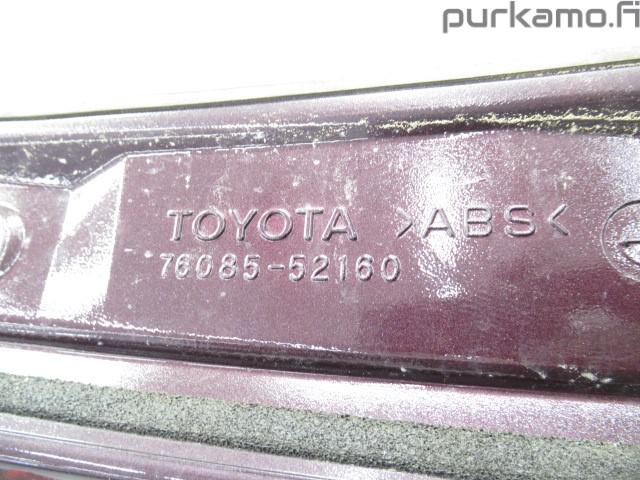 purkamo.fi
TOYOTA >ABS<
76085-52160